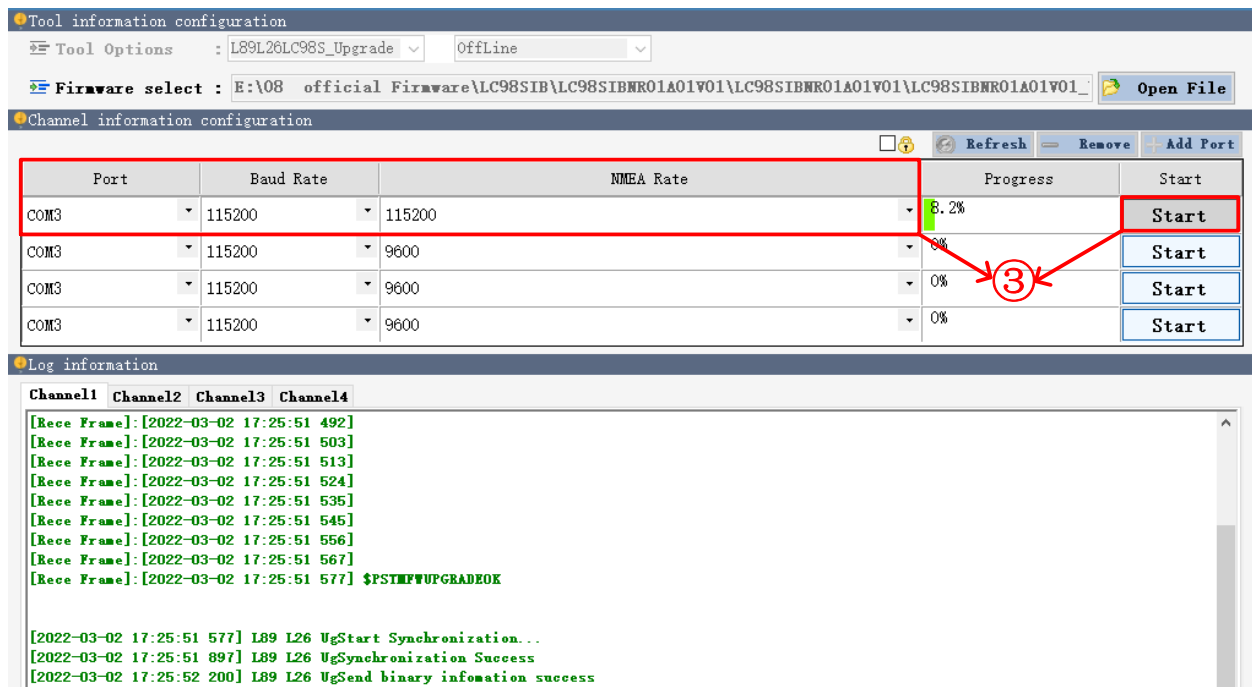 Tool information configuration
Tool Options : L89L26LC98S_Upgrade OffLine
Firmware select : E:\08 official Firmware\LC98SIB\LC98SIBNR01A01V01\LC98SIBNR01A01V01\LC98SIBNR01A01V01_ Open File
Channel information configuration
Refresh Remove Add Port
Port Baud Rate NMEA Rate Progress Start
COM3 115200 115200 8.2% Start
COM3 115200 9600 0% Start
COM3 115200 9600 0% Start
COM3 115200 9600 0% Start
③
Log information
Channel1 Channel2 Channel3 Channel4
[Rece Frame]:[2022-03-02 17:25:51 492]
[Rece Frame]:[2022-03-02 17:25:51 503]
[Rece Frame]:[2022-03-02 17:25:51 513]
[Rece Frame]:[2022-03-02 17:25:51 524]
[Rece Frame]:[2022-03-02 17:25:51 535]
[Rece Frame]:[2022-03-02 17:25:51 545]
[Rece Frame]:[2022-03-02 17:25:51 556]
[Rece Frame]:[2022-03-02 17:25:51 567]
[Rece Frame]:[2022-03-02 17:25:51 577] $PSTMFWUPGRADEOK
[2022-03-02 17:25:51 577] L89 L26 UgStart Synchronization...
[2022-03-02 17:25:51 897] L89 L26 UgSynchronization Success
[2022-03-02 17:25:52 200] L89 L26 UgSend binary infomation success